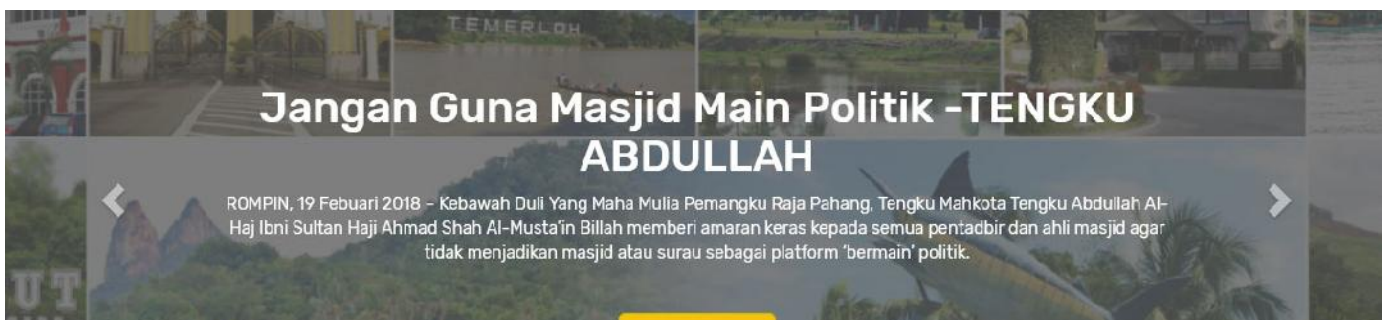 TEMERLOH
Jangan Guna Masjid Main Politik -TENGKU
ABDULLAH
ROMPIN, 19 Febuari 2018 – Kebawah Duli Yang Maha Mulia Pemangku Raja Pahang, Tengku Mahkota Tengku Abdullah Al-
Haj Ibni Sultan Haji Ahmad Shah Al-Musta'in Billah memberi amaran keras kepada semua pentadbir dan ahli masjid agar
tidak menjadikan masjid atau surau sebagai platform 'bermain' politik.
UT